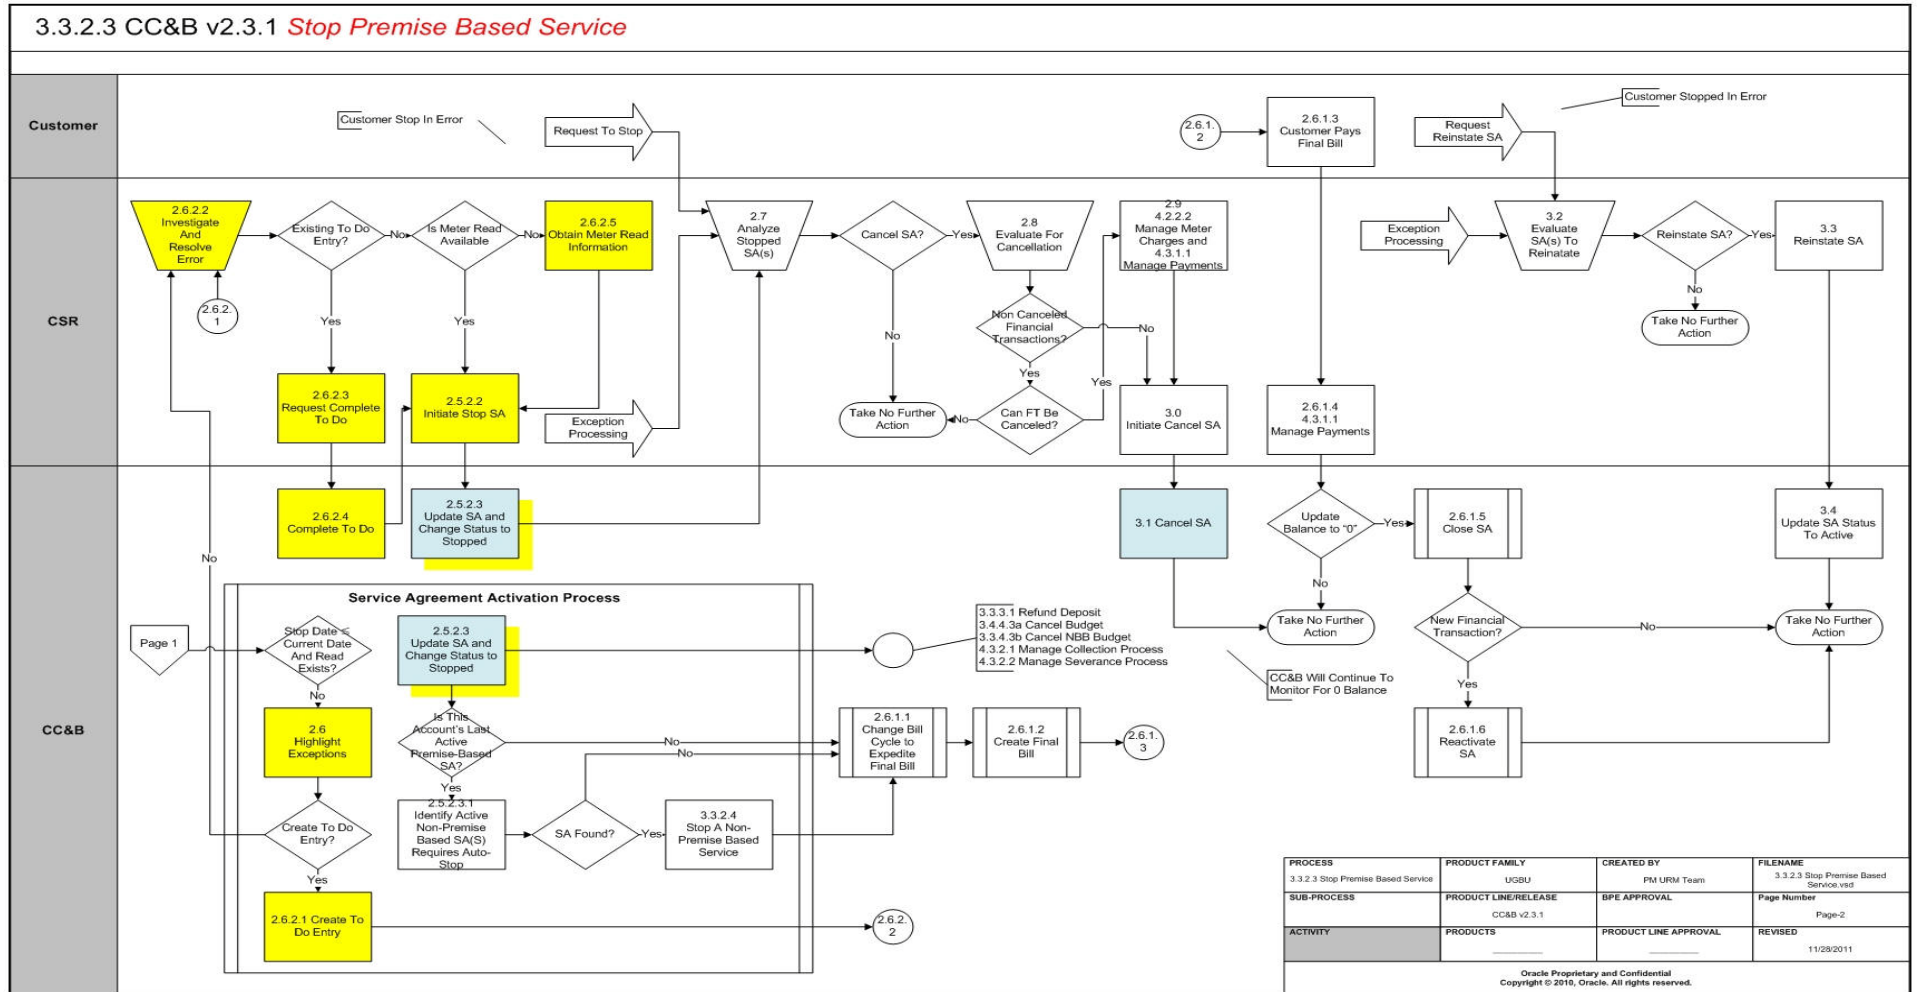 3.3.2.3 CC&B v2.3.1 Stop Premise Based Service
Customer
Customer Stop In Error
Request To Stop
2.6.1.
2
2.6.1.3
Customer Pays
Final Bill
Request
Reinstate SA
Customer Stopped In Error
CSR
2.6.2.2
Investigate
And
Resolve
Error
2.6.2.
1
Existing To Do
Entry?
No
Yes
Is Meter Read
Available
No
Yes
2.6.2.5
Obtain Meter Read
Information
2.6.2.3
Request Complete
To Do
2.5.2.2
Initiate Stop SA
Exception
Processing
2.7
Analyze
Stopped
SA(s)
Cancel SA?
Yes
No
Take No Further
Action
2.8
Evaluate For
Cancellation
Non Canceled
Financial
Transactions?
No
Yes
Can FT Be
Canceled?
No
Yes
2.9
4.2.2.2
Manage Meter
Charges and
4.3.1.1
Manage Payments
3.0
Initiate Cancel SA
2.6.1.4
4.3.1.1
Manage Payments
Exception
Processing
3.2
Evaluate
SA(s) To
Reinatate
Reinstate SA?
Yes
No
Take No Further
Action
3.3
Reinstate SA
CC&B
2.6.2.4
Complete To Do
2.5.2.3
Update SA and
Change Status to
Stopped
3.1 Cancel SA
Update
Balance to “0”
Yes
No
2.6.1.5
Close SA
3.4
Update SA Status
To Active
No
Service Agreement Activation Process
Page 1
Stop Date ≤
Current Date
And Read
Exists?
No
2.6
Highlight
Exceptions
Create To Do
Entry?
Yes
2.6.2.1 Create To
Do Entry
2.6.2.
2
2.5.2.3
Update SA and
Change Status to
Stopped
Is This
Account's Last
Active
Premise-Based
SA?
No
Yes
2.5.2.3.1
Identify Active
Non-Premise
Based SA(S)
Requires Auto-
Stop
SA Found?
No
Yes
3.3.2.4
Stop A Non-
Premise Based
Service
2.6.1.1
Change Bill
Cycle to
Expedite
Final Bill
2.6.1.2
Create Final
Bill
2.6.1.
3
3.3.3.1 Refund Deposit
3.4.4.3a Cancel Budget
3.3.4.3b Cancel NBB Budget
4.3.2.1 Manage Collection Process
4.3.2.2 Manage Severance Process
Take No Further
Action
CC&B Will Continue To
Monitor For 0 Balance
New Financial
Transaction?
No
Yes
2.6.1.6
Reactivate
SA
Take No Further
Action
PROCESS
3.3.2.3 Stop Premise Based Service
PRODUCT FAMILY
UGBU
CREATED BY
PM URM Team
FILENAME
3.3.2.3 Stop Premise Based
Service.vsd
SUB-PROCESS
PRODUCT LINE/RELEASE
CC&B v2.3.1
BPE APPROVAL
Page Number
Page-2
ACTIVITY
PRODUCTS
PRODUCT LINE APPROVAL
REVISED
11/28/2011
Oracle Proprietary and Confidential
Copyright © 2010, Oracle. All rights reserved.